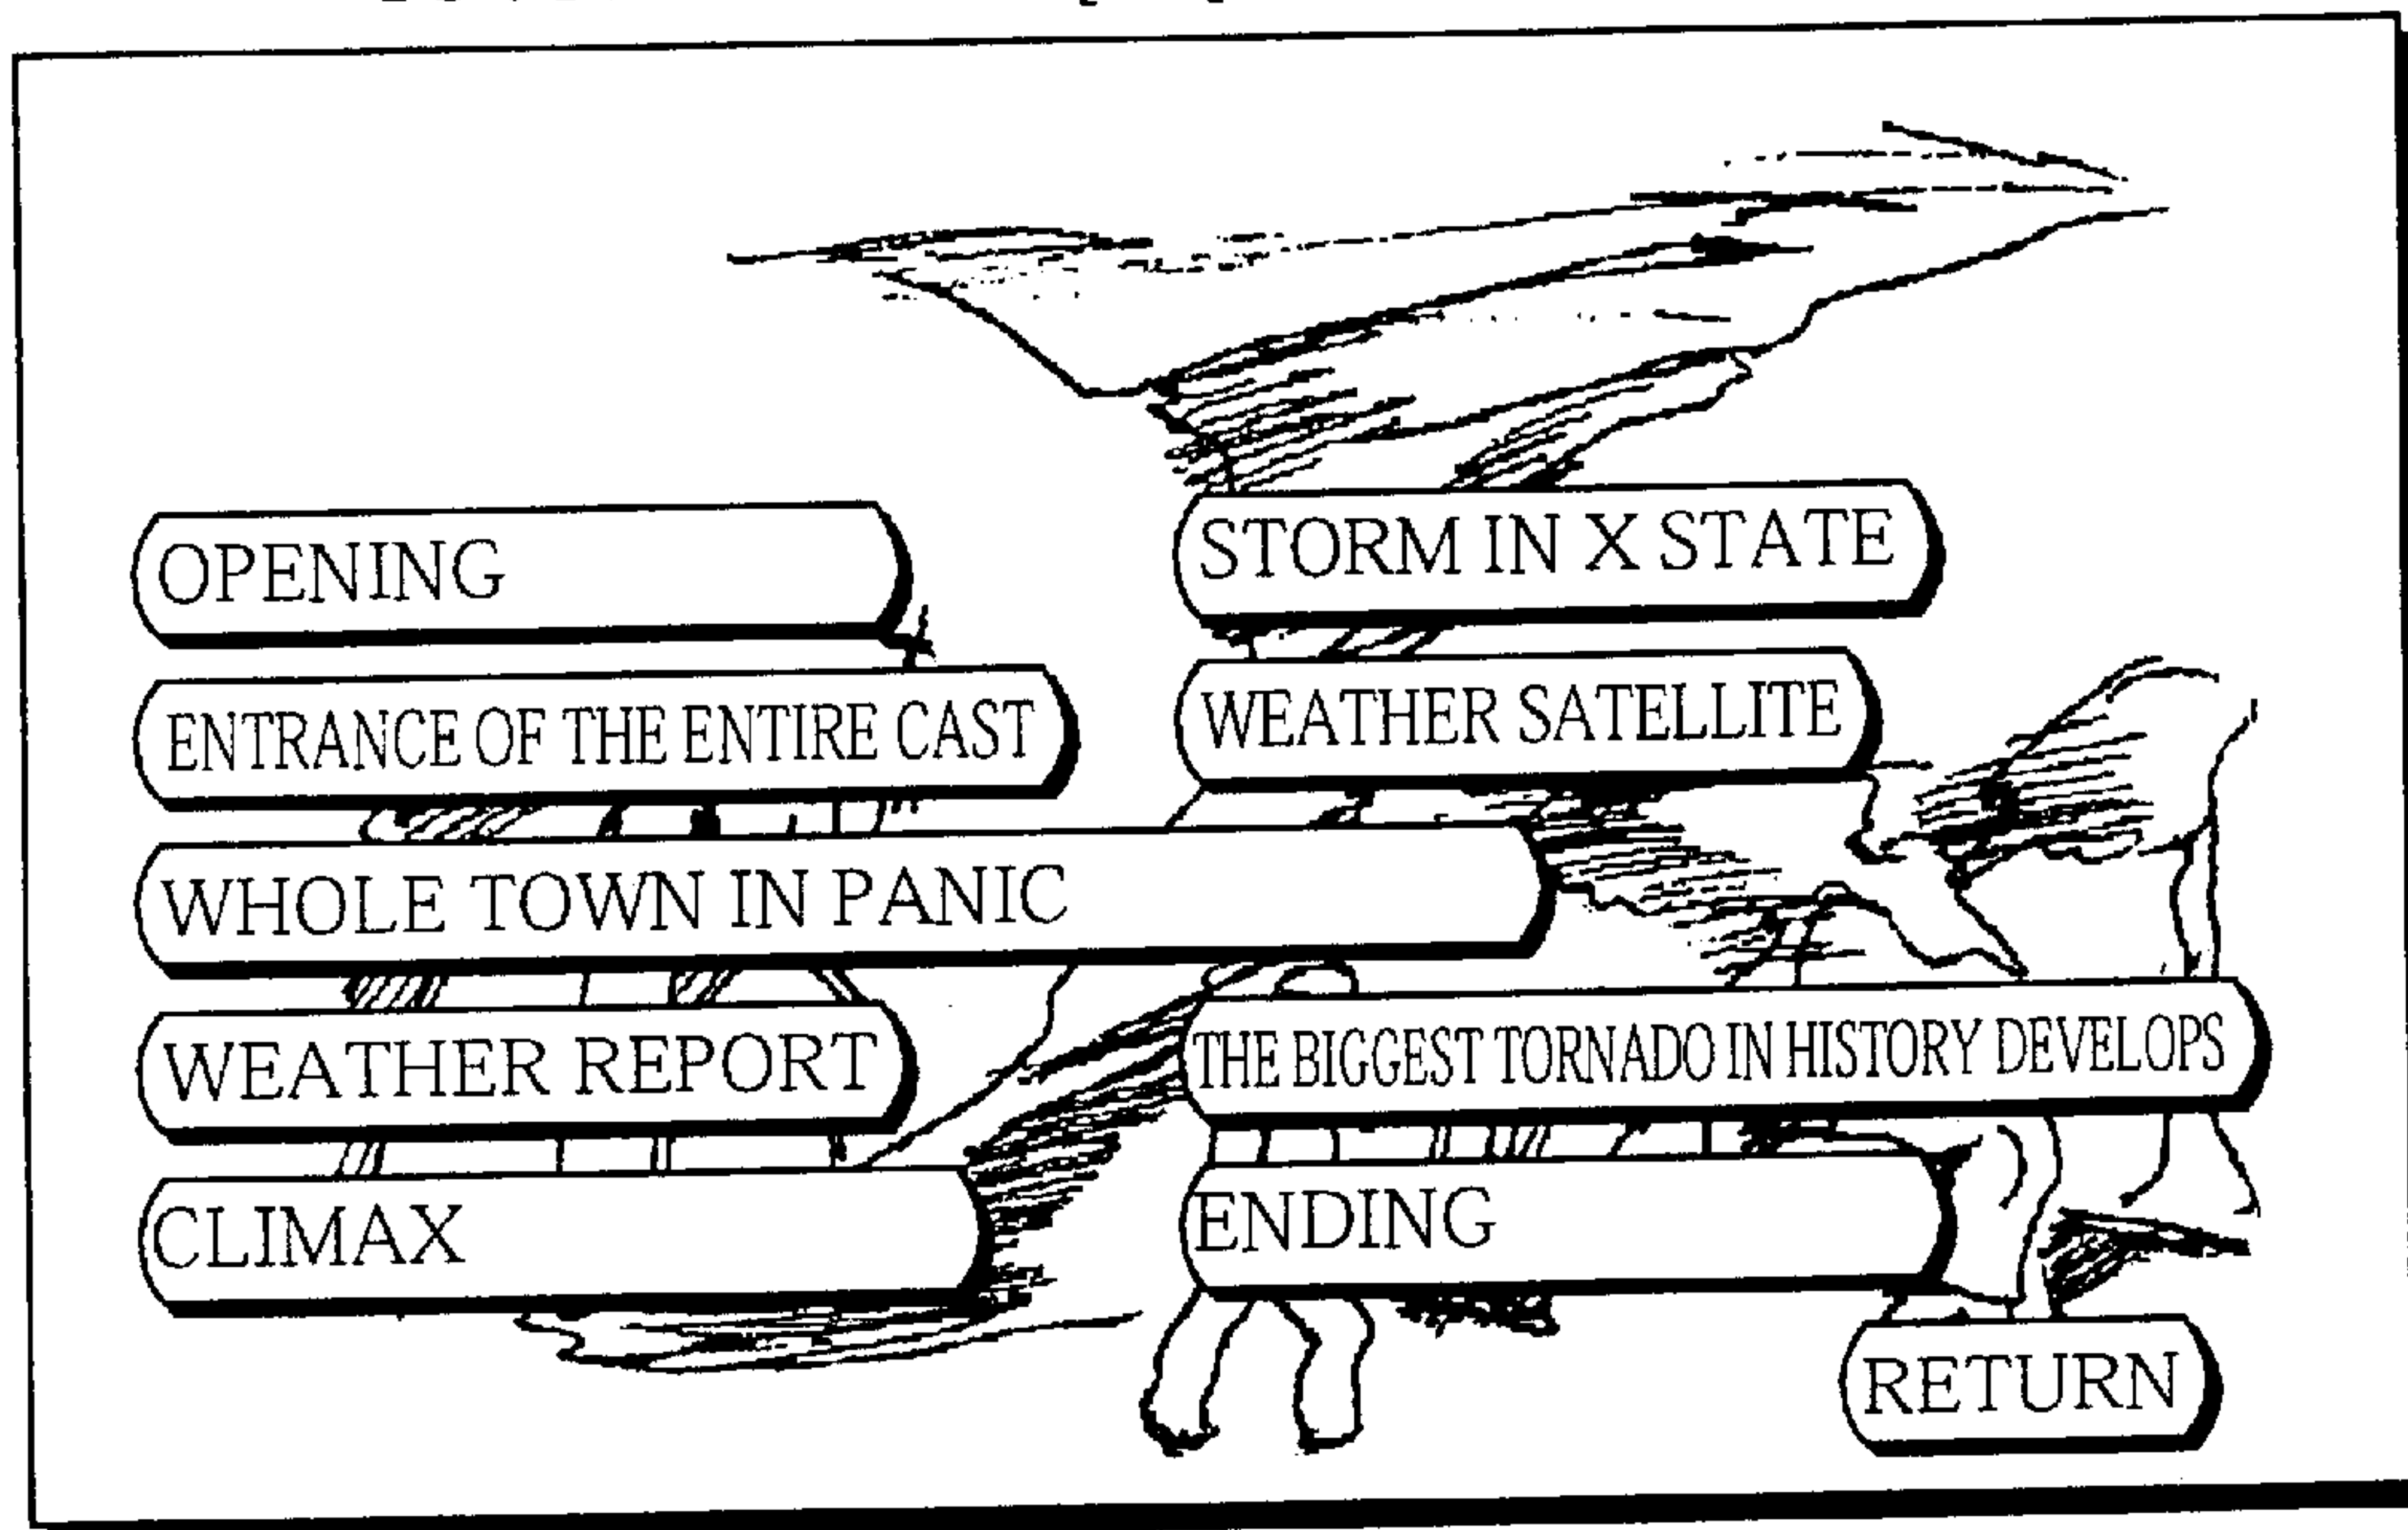 OPENING
ENTRANCE OF THE ENTIRE CAST
WHOLE TOWN IN PANIC
WEATHER REPORT
CLIMAX
STORM IN X STATE
WEATHER SATELLITE
THE BIGGEST TORNADO IN HISTORY DEVELOPS
ENDING
RETURN